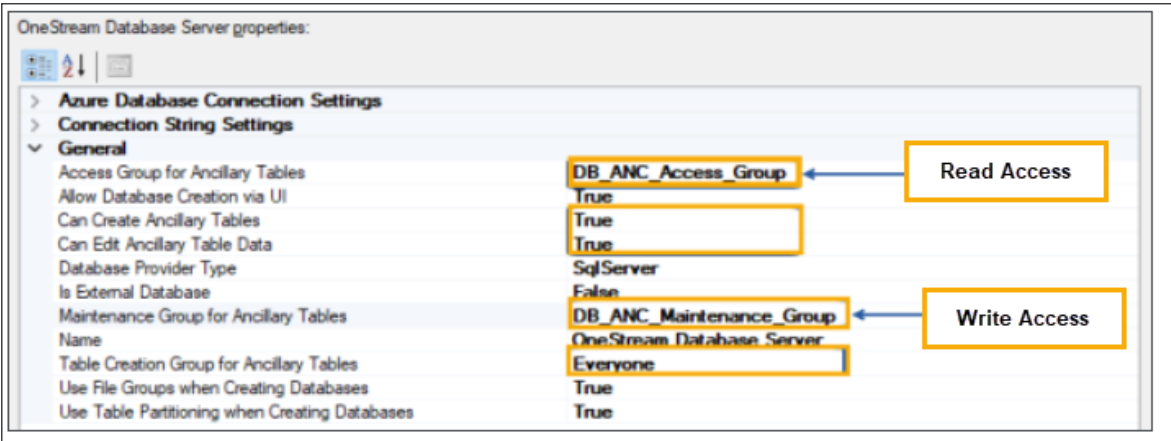 OneStream Database Server properties:
Azure Database Connection Settings
Connection String Settings
General
Access Group for Ancillary Tables DB_ANC_Access_Group Read Access
Allow Database Creation via UI True
Can Create Ancillary Tables True
Can Edit Ancillary Table Data True
Database Provider Type SqlServer
Is External Database False
Maintenance Group for Ancillary Tables DB_ANC_Maintenance_Group Write Access
Name OneStream Database Server
Table Creation Group for Ancillary Tables Everyone
Use File Groups when Creating Databases True
Use Table Partitioning when Creating Databases True